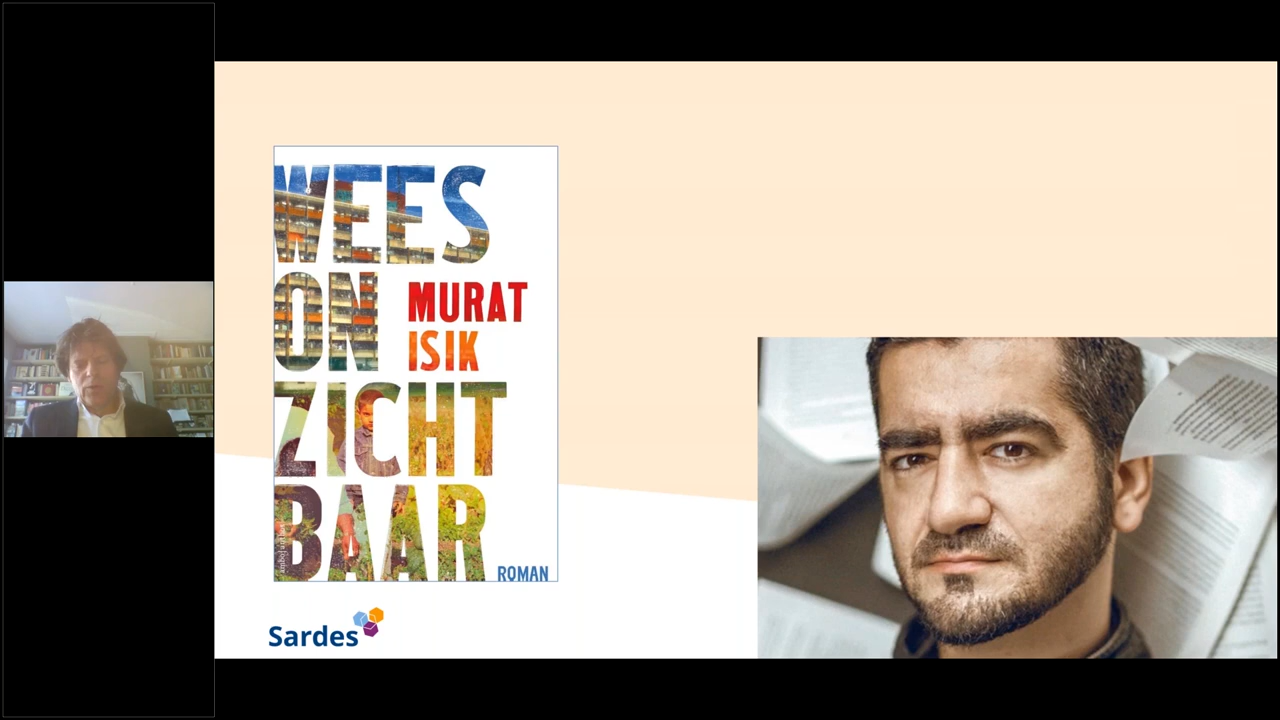 WEES
ON
ZICHT
BAAR
MURAT
ISIK
ROMAN
Sardes